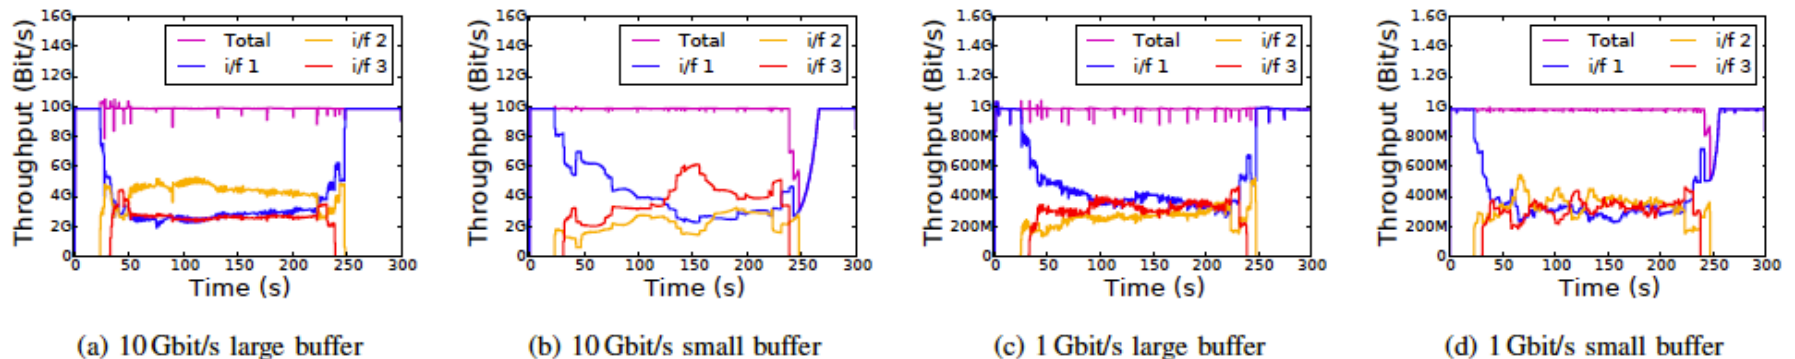 16G
14G
12G
10G
8G
6G
4G
2G
0
0 50 100 150 200 250 300
Throughput (Bit/s)
Time (s)
Total i/f 2
i/f 1 i/f 3
(a) 10 Gbit/s large buffer
16G
14G
12G
10G
8G
6G
4G
2G
0
0 50 100 150 200 250 300
Throughput (Bit/s)
Time (s)
Total i/f 2
i/f 1 i/f 3
(b) 10 Gbit/s small buffer
1.6G
1.4G
1.2G
1G
800M
600M
400M
200M
0
0 50 100 150 200 250 300
Throughput (Bit/s)
Time (s)
Total i/f 2
i/f 1 i/f 3
(c) 1 Gbit/s large buffer
1.6G
1.4G
1.2G
1G
800M
600M
400M
200M
0
0 50 100 150 200 250 300
Throughput (Bit/s)
Time (s)
Total i/f 2
i/f 1 i/f 3
(d) 1 Gbit/s small buffer